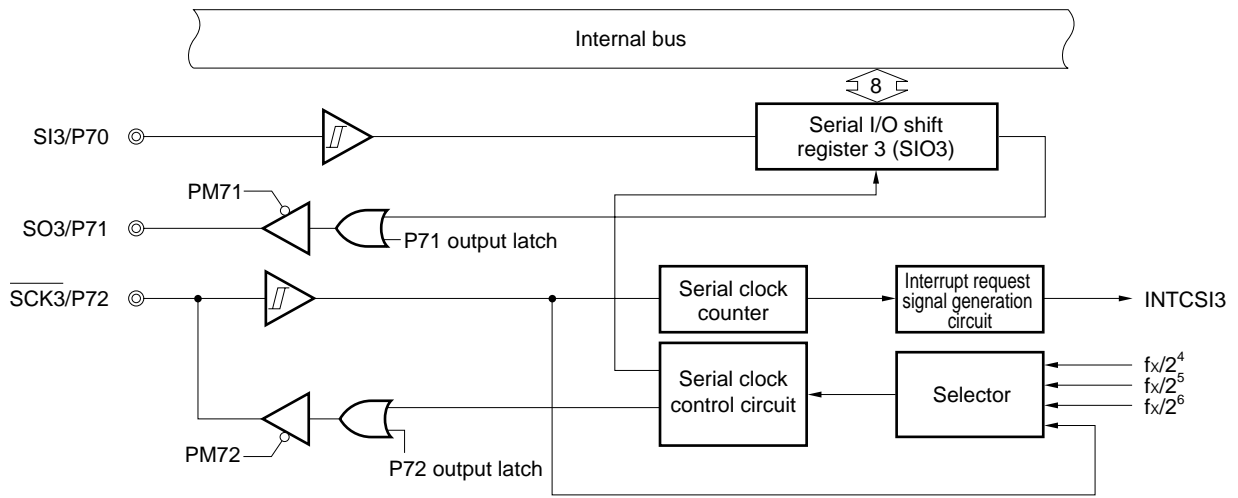 Internal bus
8
SI3/P70
Serial I/O shift
register 3 (SIO3)
PM71
SO3/P71
P71 output latch
S̅C̅K̅3̅/P72
Serial clock
counter
Interrupt request
signal generation
circuit
INTCSI3
Serial clock
control circuit
Selector
fx/2⁴
fx/2⁵
fx/2⁶
PM72
P72 output latch